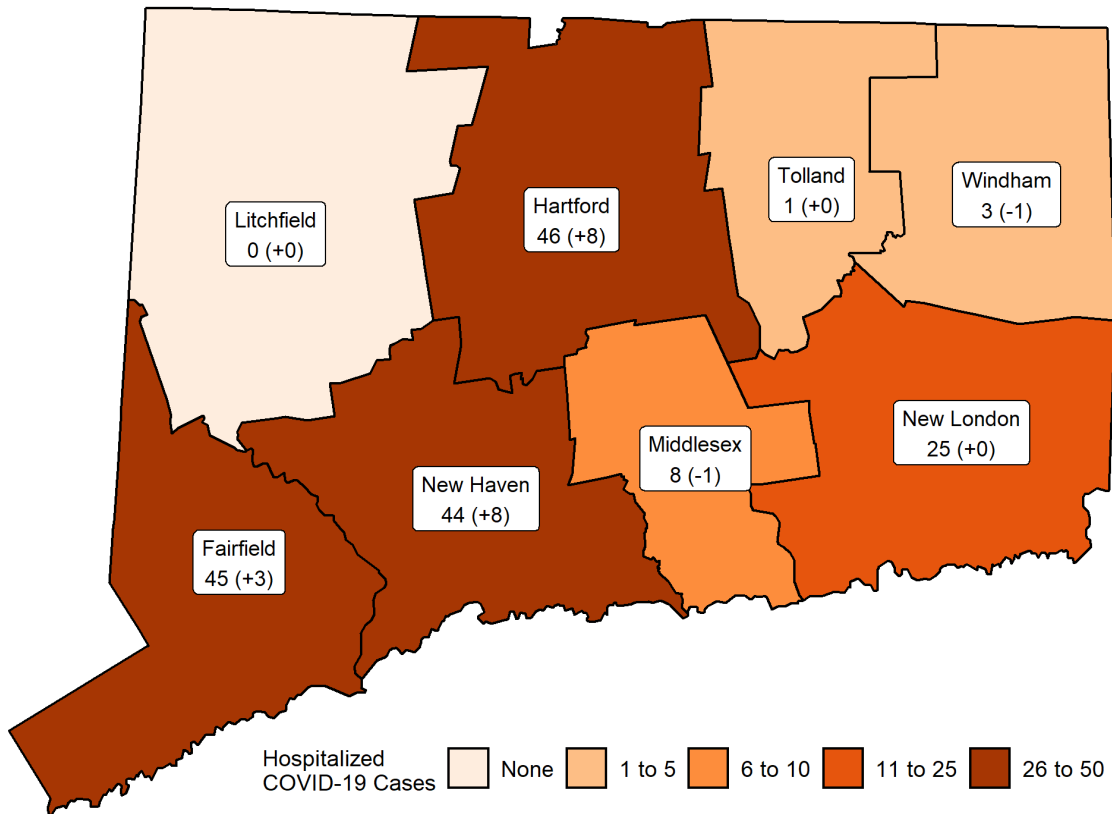 Tolland
1 (+0)
Windham
3 (-1)
Litchfield
0 (+0)
Hartford
46 (+8)
New London
25 (+0)
Middlesex
8 (-1)
New Haven
44 (+8)
Fairfield
45 (+3)
Hospitalized
COVID-19 Cases
None
1 to 5
6 to 10
11 to 25
26 to 50